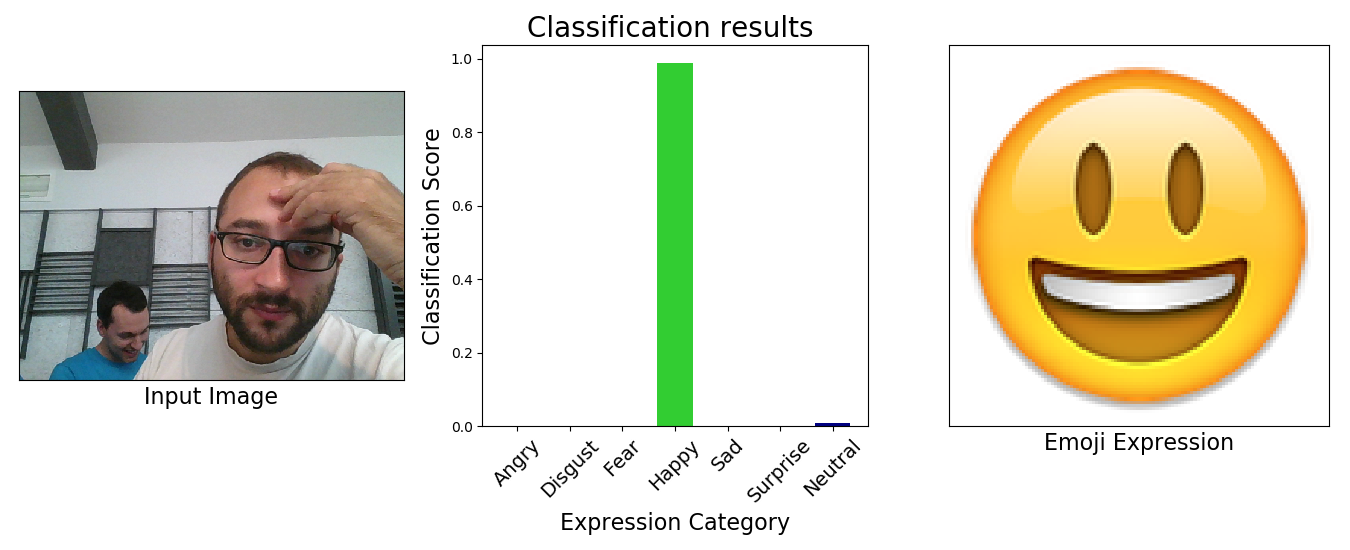 Classification results
Classification Score
1.0
0.8
0.6
0.4
0.2
0.0
Angry
Disgust
Fear
Happy
Sad
Surprise
Neutral
Expression Category
Input Image
Emoji Expression